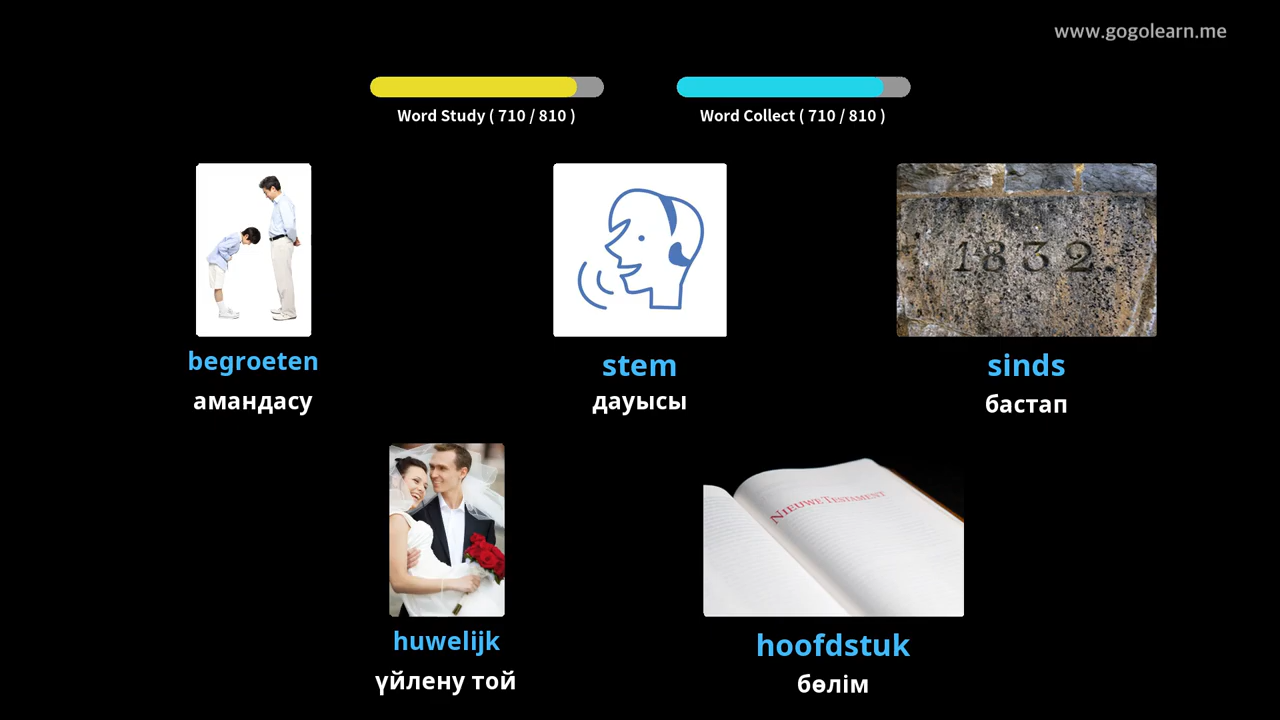 www.gogolearn.me
Word Study ( 710 / 810 )
Word Collect ( 710 / 810 )
1832.
begroeten
stem
sinds
амандасу
дауысы
бастап
NIEUWE TESTAMENT
huwelijk
hoofdstuk
үйлену той
бөлім